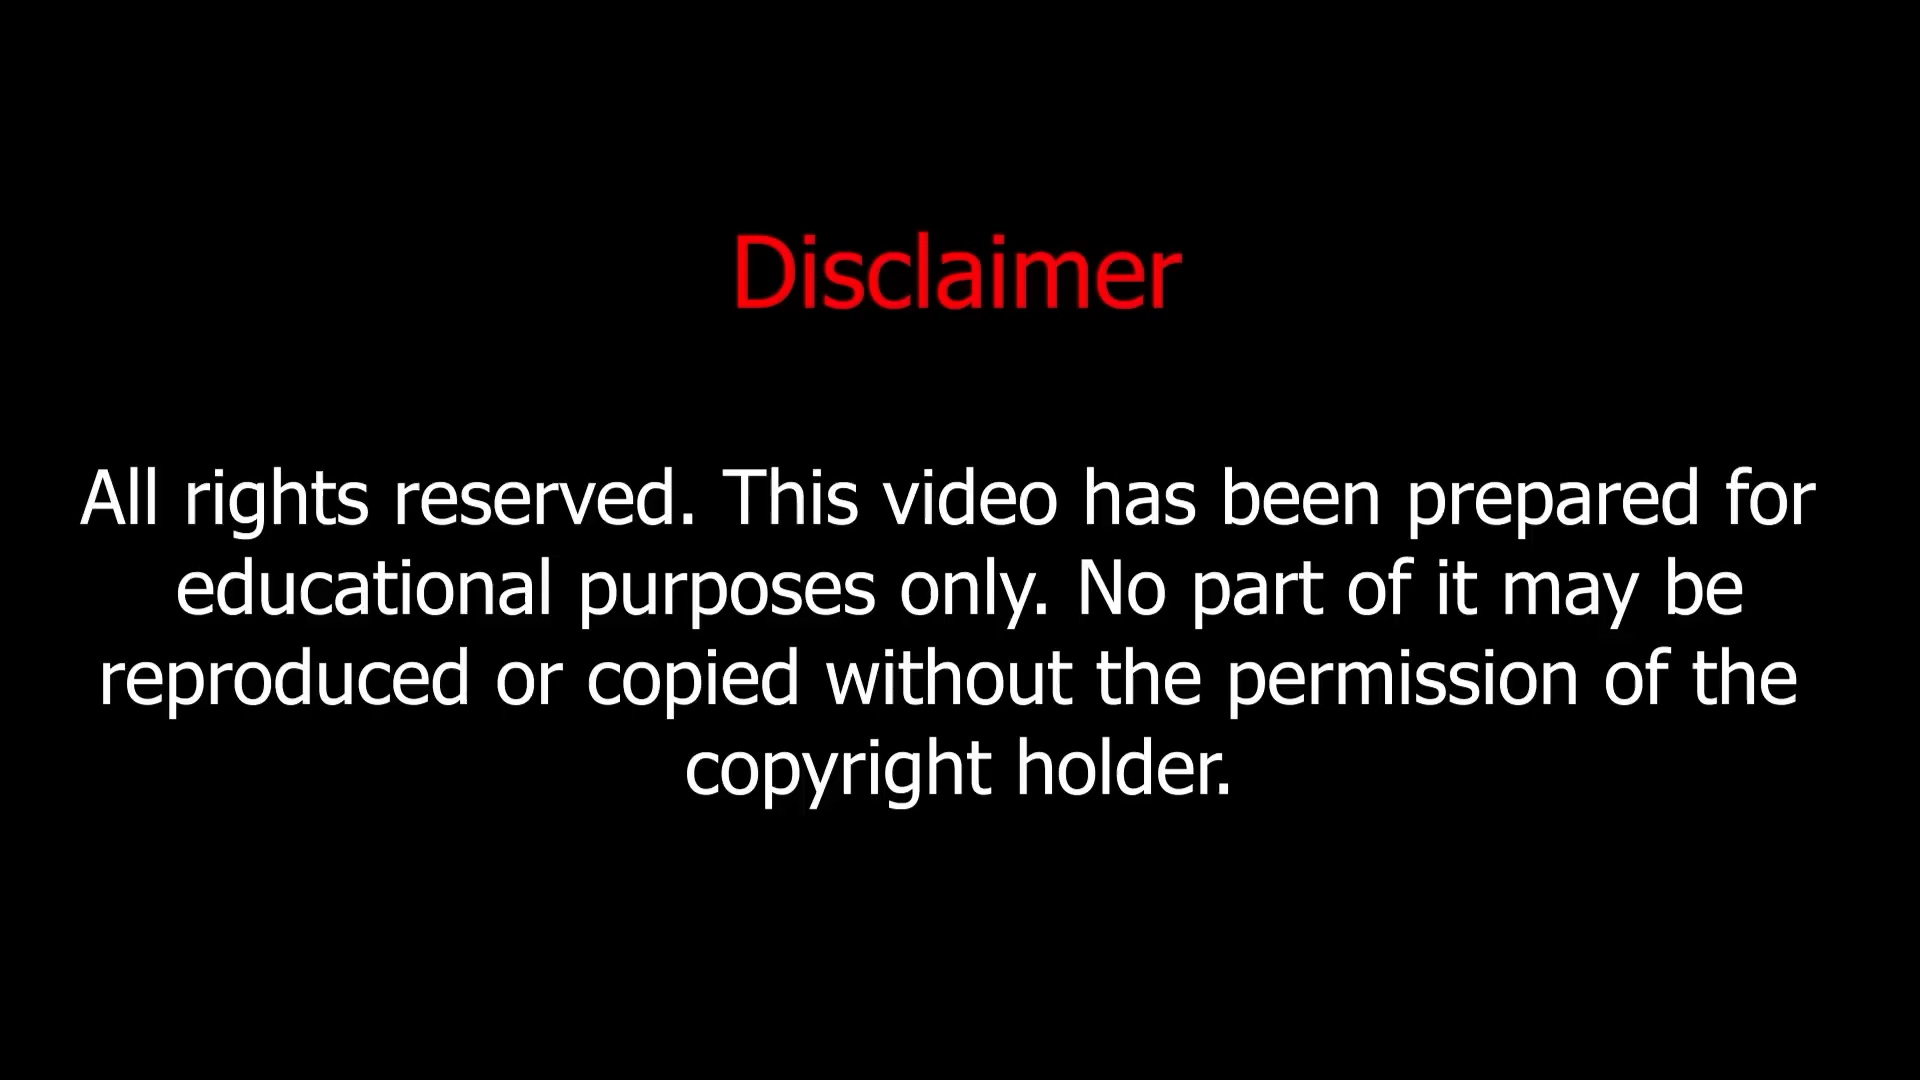 Disclaimer
All rights reserved. This video has been prepared for
educational purposes only. No part of it may be
reproduced or copied without the permission of the
copyright holder.